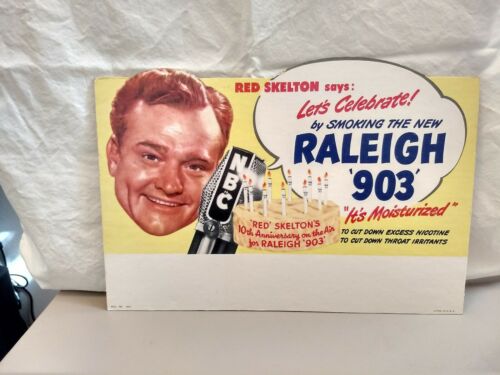 RED SKELTON says:
Let's Celebrate!
by SMOKING THE NEW
RALEIGH
'903'
"It's Moisturized"
TO CUT DOWN EXCESS NICOTINE
TO CUT DOWN THROAT IRRITANTS
NBC
'RED' SKELTON'S
10th Anniversary on the Air
for RALEIGH '903'